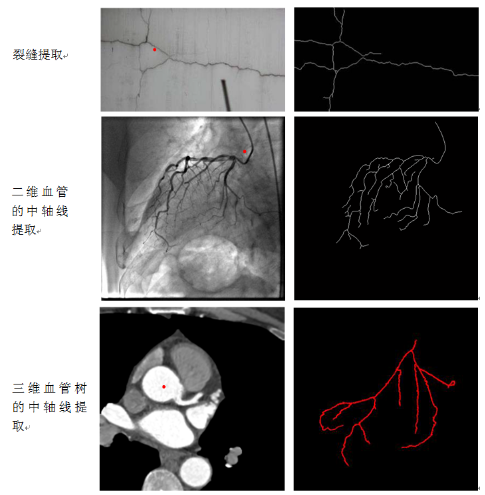 裂缝提取
二维血管
的中轴线
提取
三维血管树
的中轴线提
取